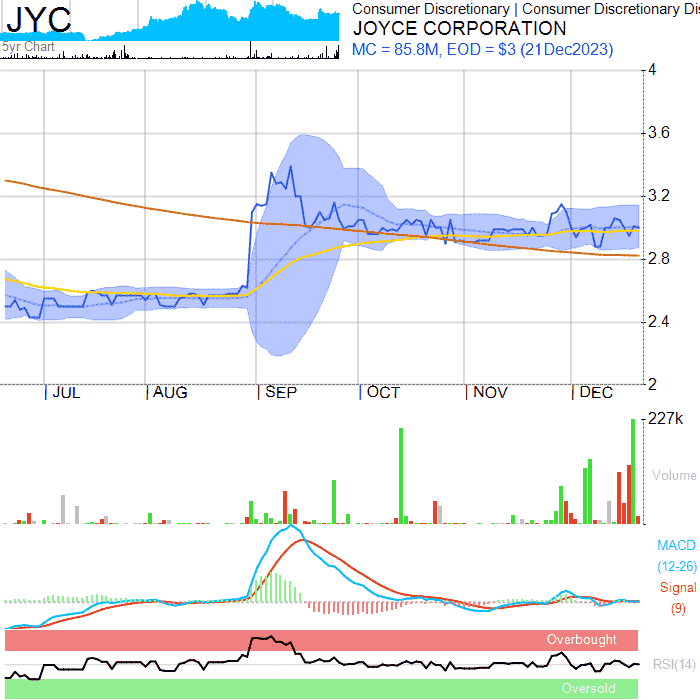 JYC
5yr Chart
Consumer Discretionary | Consumer Discretionary Dis
JOYCE CORPORATION
MC = 85.8M, EOD = $3 (21Dec2023)
4
3.6
3.2
2.8
2.4
2
JUL AUG SEP OCT NOV DEC
227k
Volume
MACD
(12-26)
Signal
(9)
Overbought
RSI(14)
Oversold